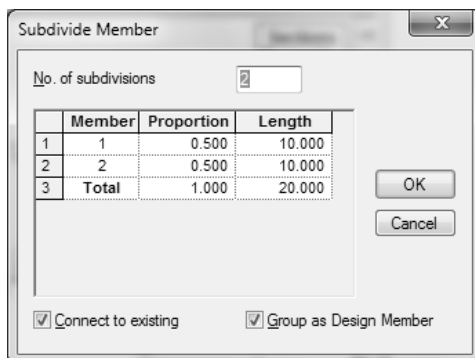 Subdivide Member
No. of subdivisions 2
Member Proportion Length
1 1 0.500 10.000
2 2 0.500 10.000
3 Total 1.000 20.000
OK
Cancel
Connect to existing Group as Design Member